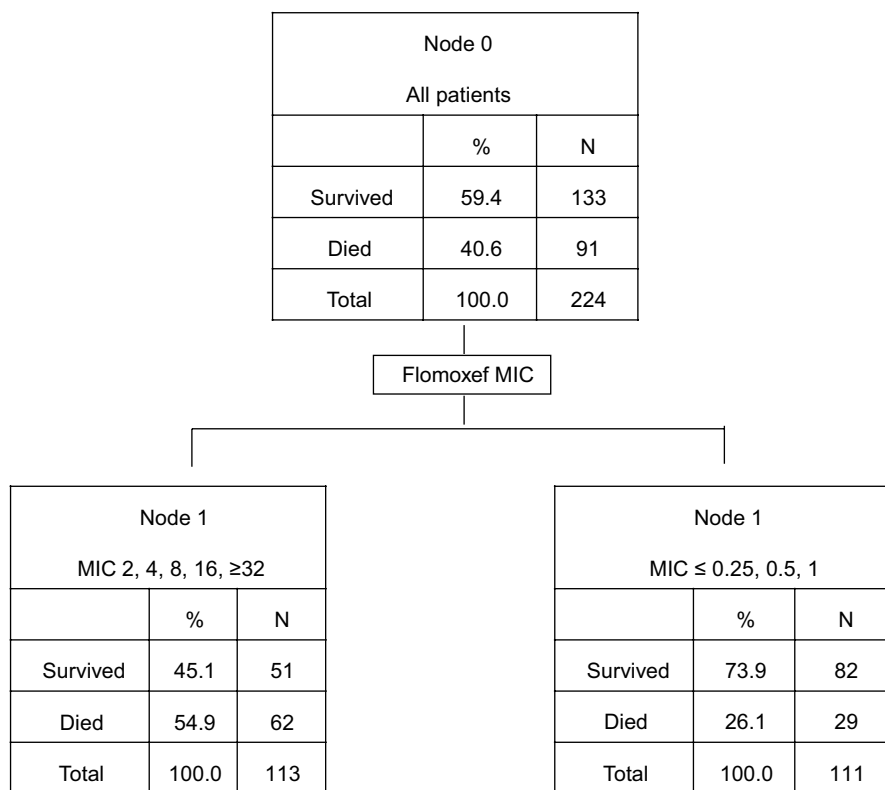 Node 0
All patients
% N
Survived 59.4 133
Died 40.6 91
Total 100.0 224
Flomoxef MIC
Node 1
MIC 2, 4, 8, 16, ≥32
% N
Survived 45.1 51
Died 54.9 62
Total 100.0 113
Node 1
MIC ≤ 0.25, 0.5, 1
% N
Survived 73.9 82
Died 26.1 29
Total 100.0 111